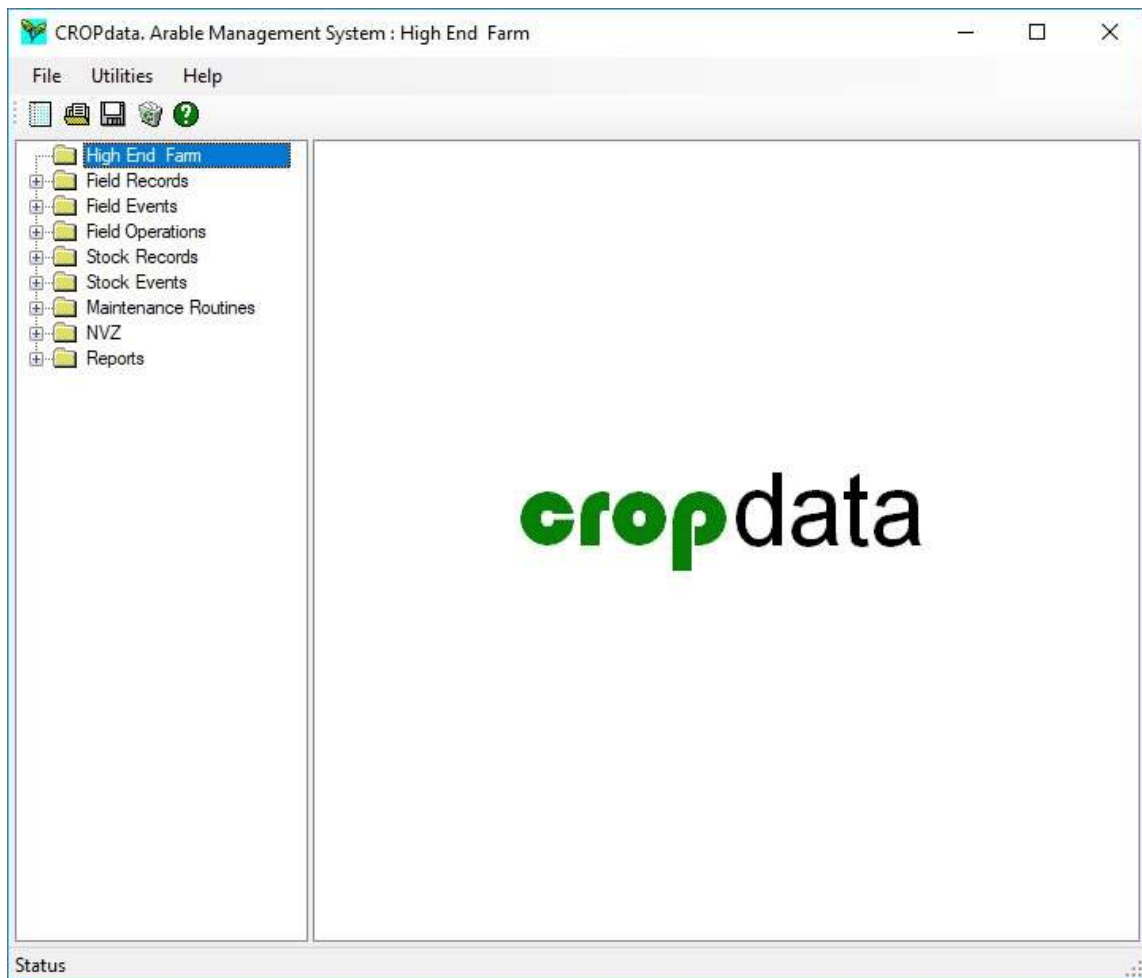 CROPdata. Arable Management System : High End  Farm
File Utilities Help
?
High End  Farm
Field Records
Field Events
Field Operations
Stock Records
Stock Events
Maintenance Routines
NVZ
Reports
cropdata
Status